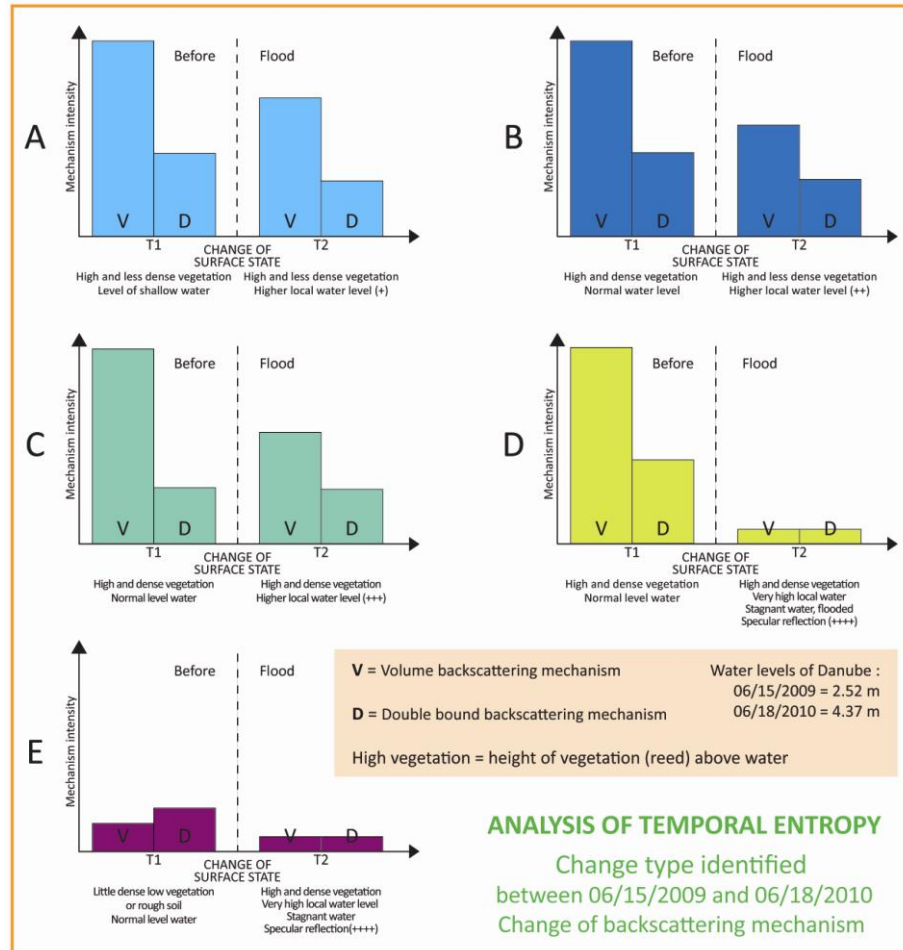 A
Mechanism intensity
Before
Flood
V
D
V
D
T1
CHANGE OF
SURFACE STATE
T2
High and less dense vegetation
Level of shallow water
High and less dense vegetation
Higher local water level (+)
B
Mechanism intensity
Before
Flood
V
D
V
D
T1
CHANGE OF
SURFACE STATE
T2
High and dense vegetation
Normal water level
High and less dense vegetation
Higher local water level (++)
C
Mechanism intensity
Before
Flood
V
D
V
D
T1
CHANGE OF
SURFACE STATE
T2
High and dense vegetation
Normal level water
High and dense vegetation
Higher local water level (+++)
D
Mechanism intensity
Before
Flood
V
D
V
D
T1
CHANGE OF
SURFACE STATE
T2
High and dense vegetation
Normal level water
High and dense vegetation
Very high local water
Stagnant water, flooded
Specular reflection (++++)
E
Mechanism intensity
Before
Flood
V
D
V
D
T1
CHANGE OF
SURFACE STATE
T2
Little dense low vegetation
or rough soil
Normal level water
High and dense vegetation
Very high local water level
Stagnant water
Specular reflection(++++)
V = Volume backscattering mechanism
D = Double bound backscattering mechanism
High vegetation = height of vegetation (reed) above water
Water levels of Danube :
06/15/2009 = 2.52 m
06/18/2010 = 4.37 m
ANALYSIS OF TEMPORAL ENTROPY
Change type identified
between 06/15/2009 and 06/18/2010
Change of backscattering mechanism